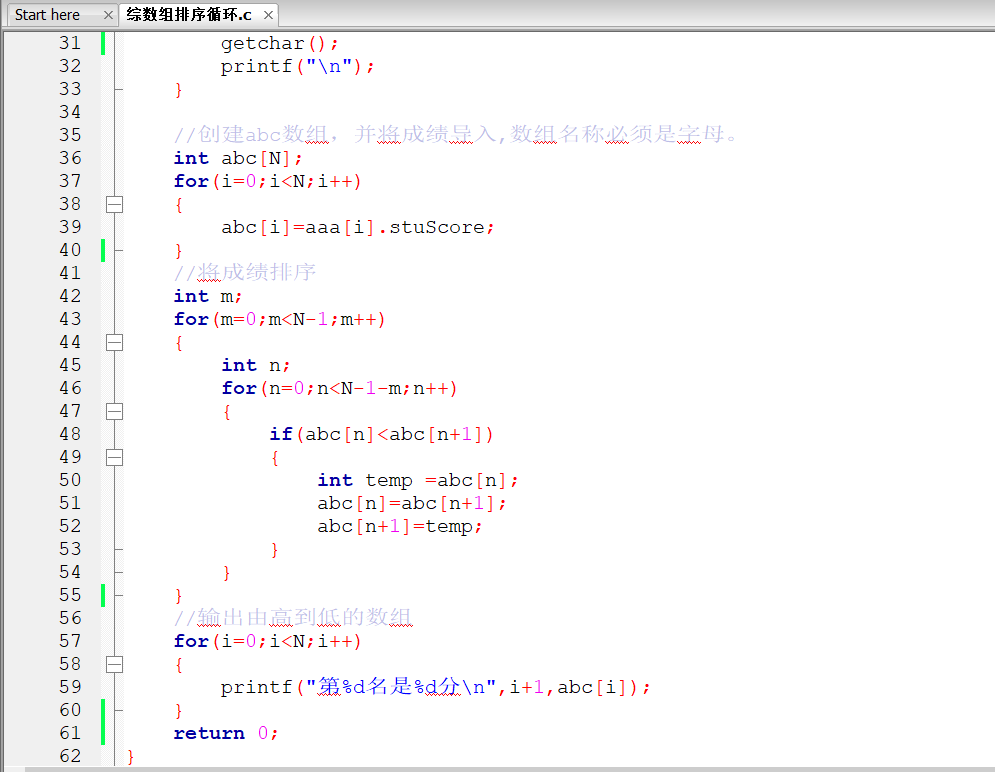 Start here × 综数组排序循环.c ×
31 getchar();
32 printf("\n");
33 }
34
35 //创建abc数组，并将成绩导入,数组名称必须是字母。
36 int abc[N];
37 for(i=0;i<N;i++)
38 {
39 abc[i]=aaa[i].stuScore;
40 }
41 //将成绩排序
42 int m;
43 for(m=0;m<N-1;m++)
44 {
45 int n;
46 for(n=0;n<N-1-m;n++)
47 {
48 if(abc[n]<abc[n+1])
49 {
50 int temp =abc[n];
51 abc[n]=abc[n+1];
52 abc[n+1]=temp;
53 }
54 }
55 }
56 //输出由高到低的数组
57 for(i=0;i<N;i++)
58 {
59 printf("第%d名是%d分\n",i+1,abc[i]);
60 }
61 return 0;
62 }